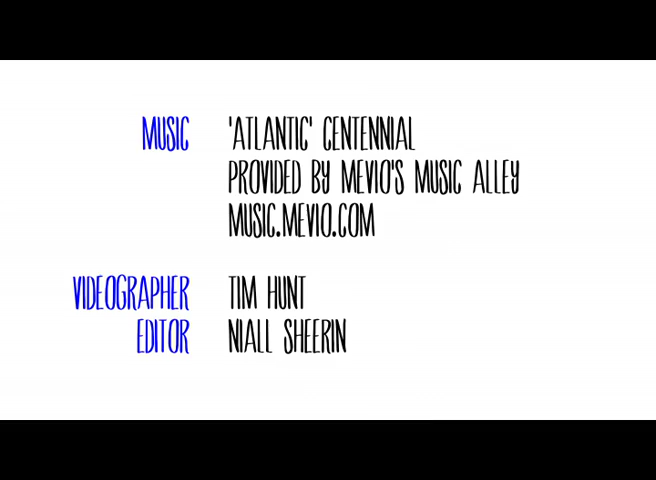 MUSIC 'ATLANTIC' CENTENNIAL
PROVIDED BY MEVIO'S MUSIC ALLEY
MUSIC.MEVIO.COM
VIDEOGRAPHER TIM HUNT
EDITOR NIALL SHEERIN